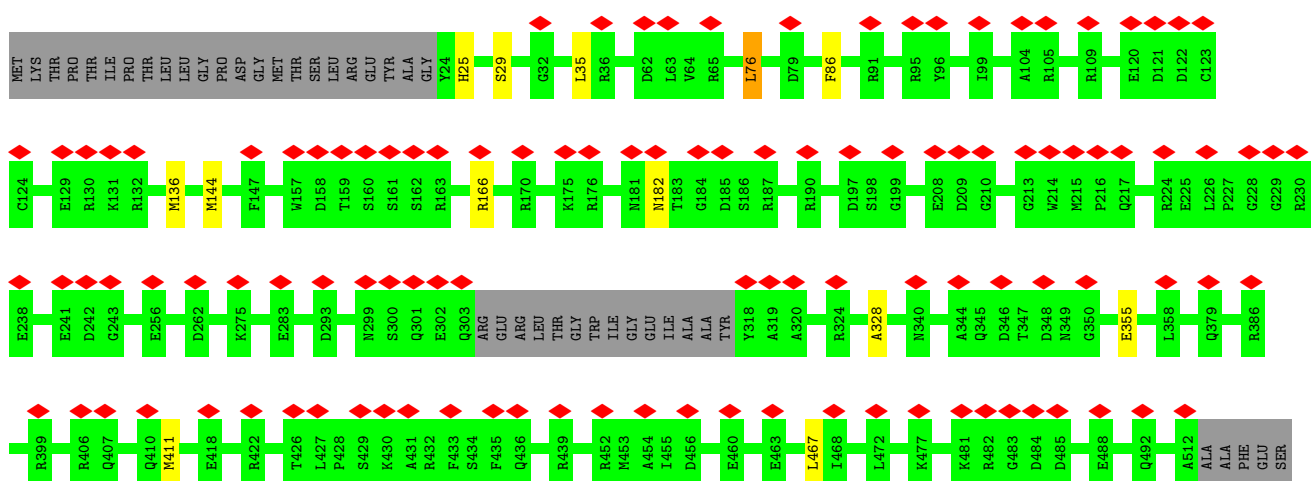 MET LYS THR PRO THR ILE PRO THR LEU LEU GLY PRO ASP GLY MET THR SER LEU ARG GLU TYR ALA GLY Y24 H25 S29 G32 L35 R36 D62 L63 V64 R65 L76 D79 F86 R91 R95 Y96 I99 A104 R105 R109 E120 D121 D122 C123
C124 E129 R130 K131 R132 M136 M144 F147 W157 D158 T159 S160 S161 S162 R163 R166 R170 K175 R176 N181 N182 T183 G184 D185 S186 R187 R190 D197 S198 G199 E208 D209 G210 G213 W214 M215 P216 Q217 R224 E225 L226 P227 G228 G229 R230
E238 E241 D242 G243 E256 D262 K275 E283 D293 N299 S300 Q301 E302 Q303 ARG GLU ARG LEU THR GLY TRP ILE GLY GLU ILE ALA ALA TYR Y318 A319 A320 R324 A328 N340 A344 Q345 D346 T347 D348 N349 G350 E355 L358 Q379 R386
R399 R406 Q407 Q410 M411 E418 R422 T426 L427 P428 S429 K430 A431 R432 F433 S434 F435 Q436 R439 R452 M453 A454 I455 D456 E460 E463 L467 I468 L472 K477 K481 R482 G483 D484 D485 E488 Q492 A512 ALA ALA PHE GLU SER